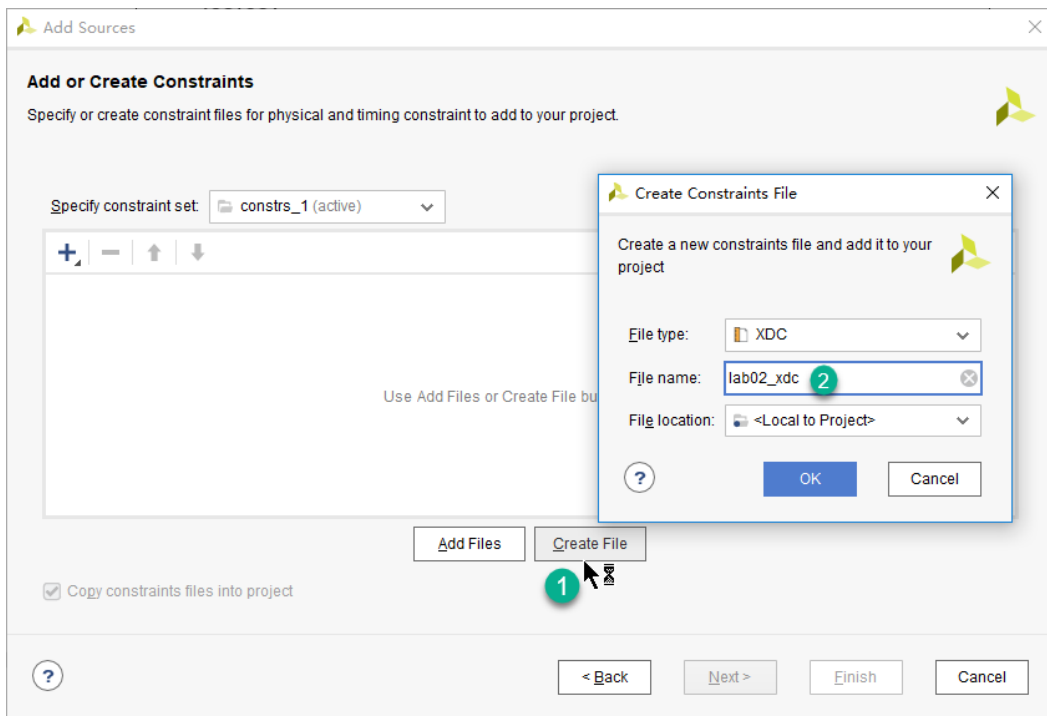 Add Sources
Add or Create Constraints
Specify or create constraint files for physical and timing constraint to add to your project.
Specify constraint set: constrs_1 (active)
Use Add Files or Create File bu
Add Files
Create File
1
Copy constraints files into project
?
< Back
Next >
Finish
Cancel
Create Constraints File
Create a new constraints file and add it to your
project
File type: XDC
File name: lab02_xdc 2
File location: <Local to Project>
?
OK
Cancel